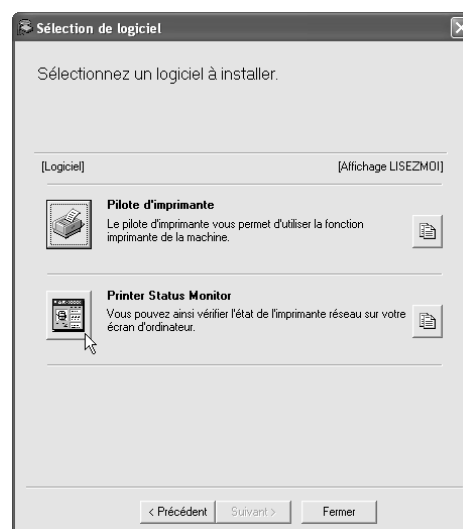 Sélection de logiciel
Sélectionnez un logiciel à installer.
[Logiciel] [Affichage LISEZMOI]
Pilote d'imprimante
Le pilote d'imprimante vous permet d'utiliser la fonction
imprimante de la machine.
Printer Status Monitor
Vous pouvez ainsi vérifier l'état de l'imprimante réseau sur votre
écran d'ordinateur.
< Précédent Suivant > Fermer